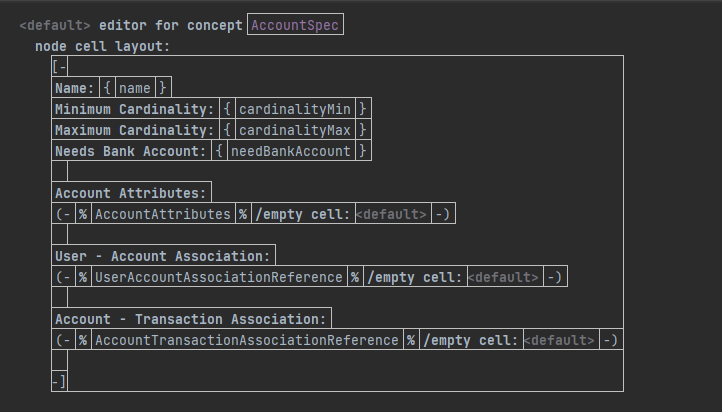 <default> editor for concept AccountSpec
node cell layout:
[-
Name: { name }
Minimum Cardinality: { cardinalityMin }
Maximum Cardinality: { cardinalityMax }
Needs Bank Account: { needBankAccount }
Account Attributes:
(- % AccountAttributes % /empty cell: <default> -)
User - Account Association:
(- % UserAccountAssociationReference % /empty cell: <default> -)
Account - Transaction Association:
(- % AccountTransactionAssociationReference % /empty cell: <default> -)
-]